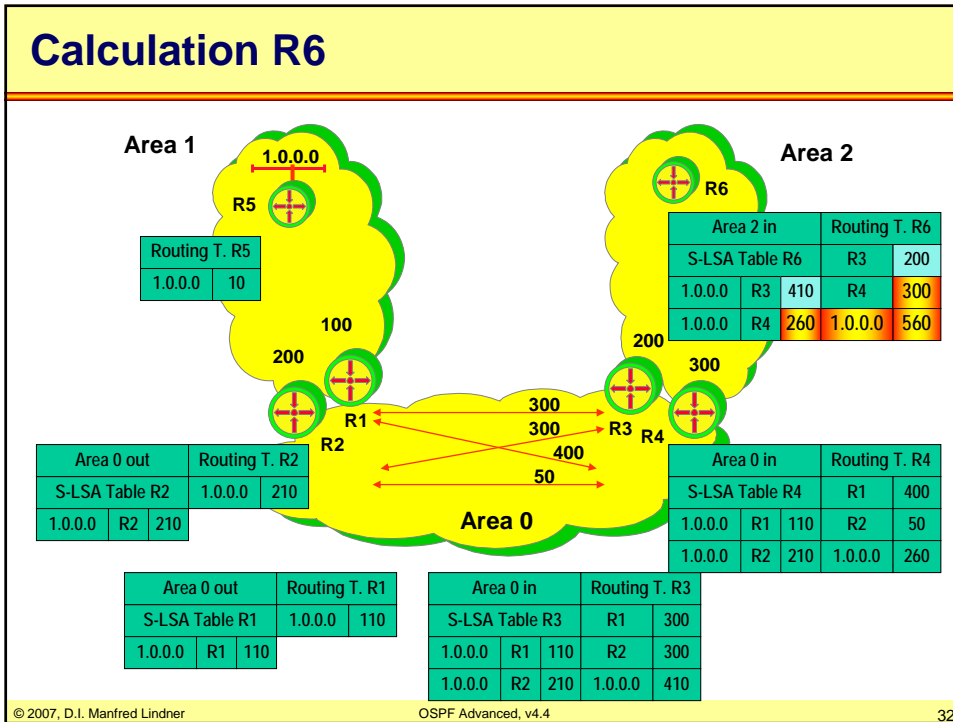 Calculation R6
Area 1
Area 2
1.0.0.0
R5
R6
Routing T. R5
1.0.0.0 10
Area 2 in Routing T. R6
S-LSA Table R6 R3 200
1.0.0.0 R3 410 R4 300
1.0.0.0 R4 260 1.0.0.0 560
100
200
200
300
R1
R2
R3
R4
300
300
400
50
Area 0
Area 0 out Routing T. R2
S-LSA Table R2 1.0.0.0 210
1.0.0.0 R2 210
Area 0 in Routing T. R4
S-LSA Table R4 R1 400
1.0.0.0 R1 110 R2 50
1.0.0.0 R2 210 1.0.0.0 260
Area 0 out Routing T. R1
S-LSA Table R1 1.0.0.0 110
1.0.0.0 R1 110
Area 0 in Routing T. R3
S-LSA Table R3 R1 300
1.0.0.0 R1 110 R2 300
1.0.0.0 R2 210 1.0.0.0 410
© 2007, D.I. Manfred Lindner
OSPF Advanced, v4.4
32